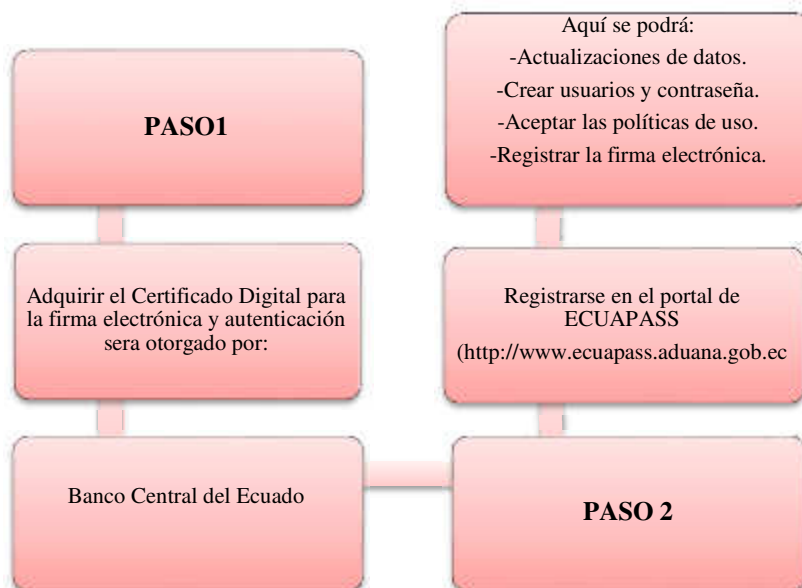 PASO1
Adquirir el Certificado Digital para
la firma electrónica y autenticación
sera otorgado por:
Banco Central del Ecuado
PASO 2
Registrarse en el portal de
ECUAPASS
(http://www.ecuapass.aduana.gob.ec
Aquí se podrá:
-Actualizaciones de datos.
-Crear usuarios y contraseña.
-Aceptar las políticas de uso.
-Registrar la firma electrónica.